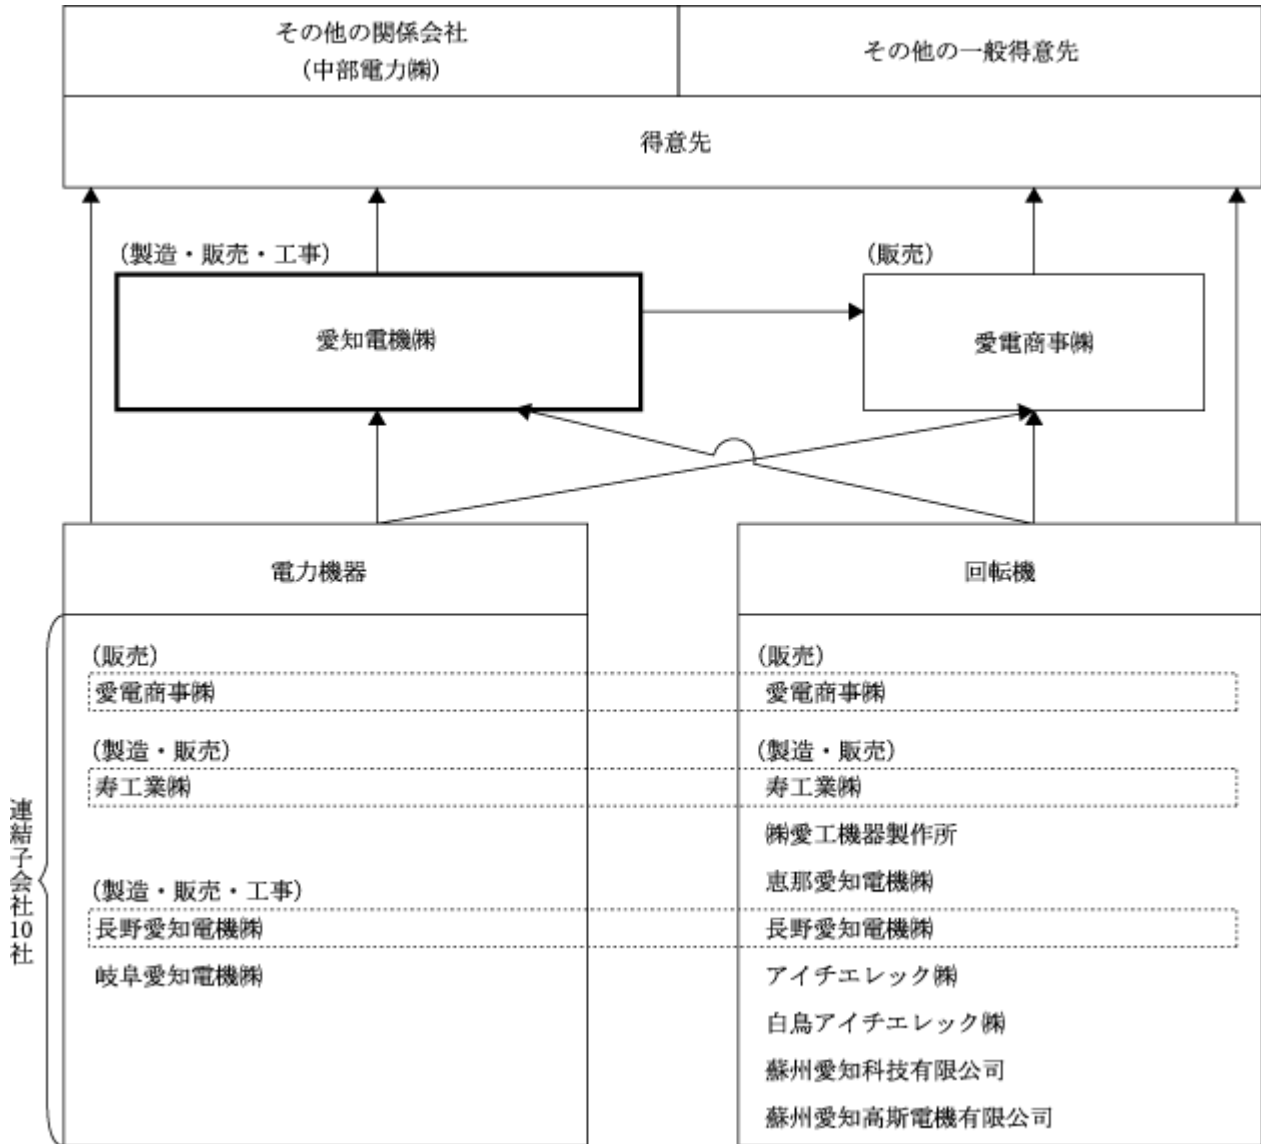 その他の関係会社
(中部電力㈱)
その他の一般得意先
得意先
(製造・販売・工事)
(販売)
愛知電機㈱
愛電商事㈱
電力機器
回転機
連結子会社10社
(販売)
愛電商事㈱
(製造・販売)
寿工業㈱
(製造・販売・工事)
長野愛知電機㈱
岐阜愛知電機㈱
(販売)
愛電商事㈱
(製造・販売)
寿工業㈱
㈱愛工機器製作所
恵那愛知電機㈱
長野愛知電機㈱
アイチエレック㈱
白鳥アイチエレック㈱
蘇州愛知科技有限公司
蘇州愛知高斯電機有限公司